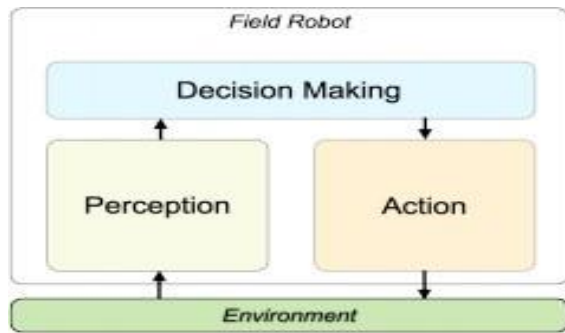 Field Robot
Decision Making
Perception
Action
Environment